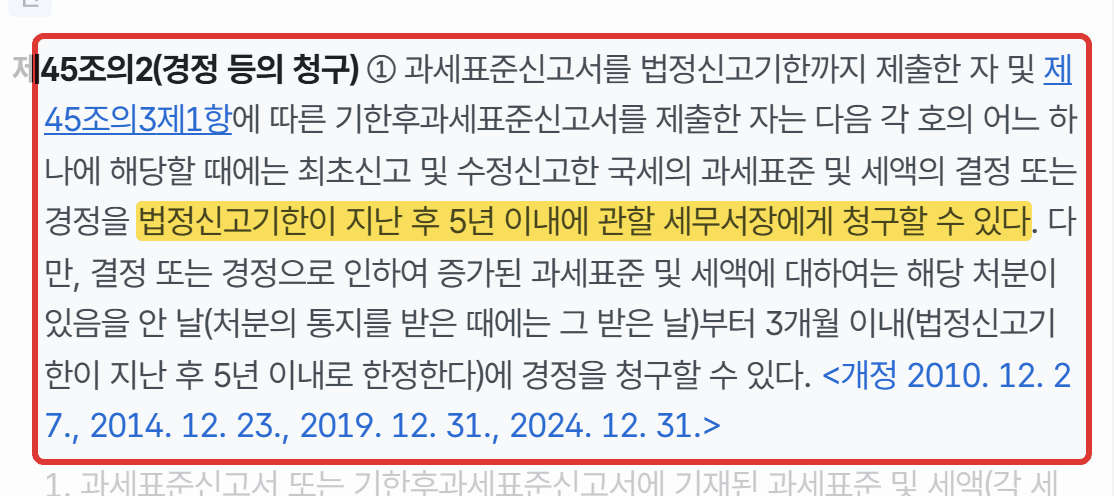 제45조의2(경정 등의 청구) ① 과세표준신고서를 법정신고기한까지 제출한 자 및 제
45조의3제1항에 따른 기한후과세표준신고서를 제출한 자는 다음 각 호의 어느 하
나에 해당할 때에는 최초신고 및 수정신고한 국세의 과세표준 및 세액의 결정 또는
경정을 법정신고기한이 지난 후 5년 이내에 관할 세무서장에게 청구할 수 있다. 다
만, 결정 또는 경정으로 인하여 증가된 과세표준 및 세액에 대하여는 해당 처분이
있음을 안 날(처분의 통지를 받은 때에는 그 받은 날)부터 3개월 이내(법정신고기
한이 지난 후 5년 이내로 한정한다)에 경정을 청구할 수 있다. <개정 2010. 12. 2
7., 2014. 12. 23., 2019. 12. 31., 2024. 12. 31.>
1. 과세표준신고서 또는 기한후과세표준신고서에 기재된 과세표준 및 세액(각 세